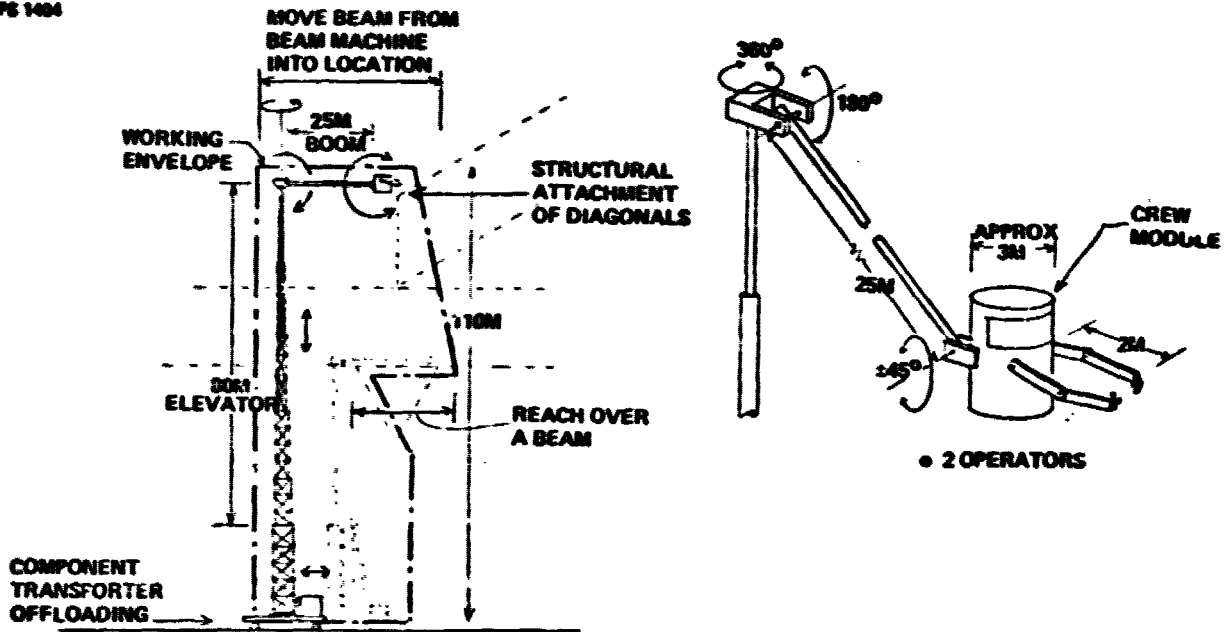 MOVE BEAM FROM
BEAM MACHINE
INTO LOCATION
25M
BOOM
WORKING
ENVELOPE
STRUCTURAL
ATTACHMENT
OF DIAGONALS
ELEVATOR
REACH OVER
A BEAM
COMPONENT
TRANSFORTER
OFFLOADING
360°
180°
25M
±45°
APPROX
3M
CREW
MODULE
2M
• 2 OPERATORS